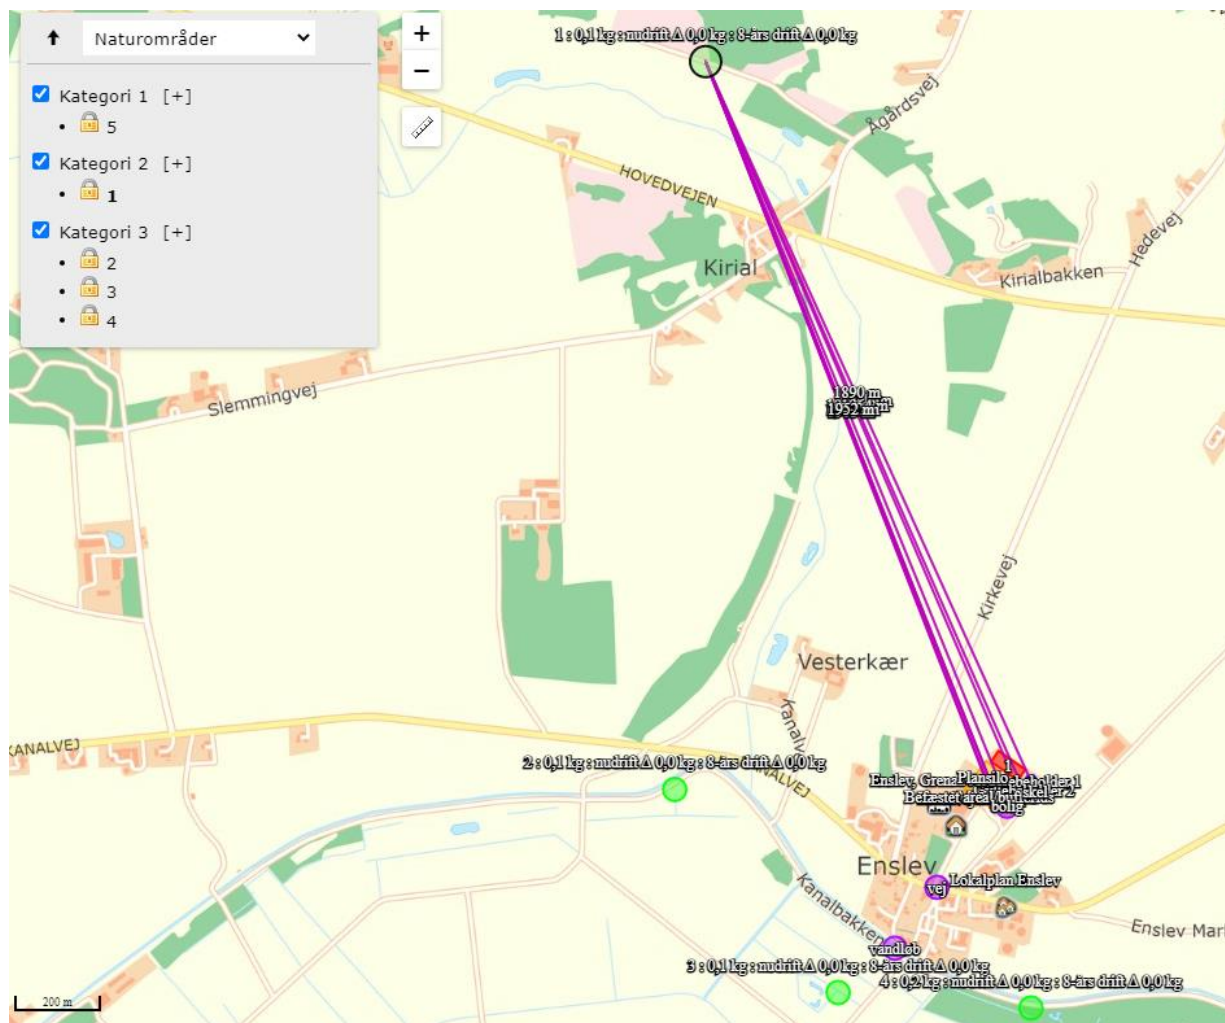 Naturområder
Kategori 1 [+]
5
Kategori 2 [+]
1
Kategori 3 [+]
2
3
4
+
−
1 : 0,1 kg : nudrift Δ 0,0 kg : 8-års drift Δ 0,0 kg
Ågårdsvej
HOVEDVEJEN
Hedevej
Kirial
Kirialbakken
Slemmingvej
1890 m
1952 m
Kirkevej
Vesterkær
Kanalvej
KANALVEJ
2 : 0,1 kg : nudrift Δ 0,0 kg : 8-års drift Δ 0,0 kg
1
Plansilo
Enslev, Grena
Befæstet areal
bolig
Enslev
vej
Lokalplan Enslev
Kanalbakken
Enslev Mar
vandløb
3 : 0,1 kg : nudrift Δ 0,0 kg : 8-års drift Δ 0,0 kg
4 : 0,2 kg : nudrift Δ 0,0 kg : 8-års drift Δ 0,0 kg
200 m